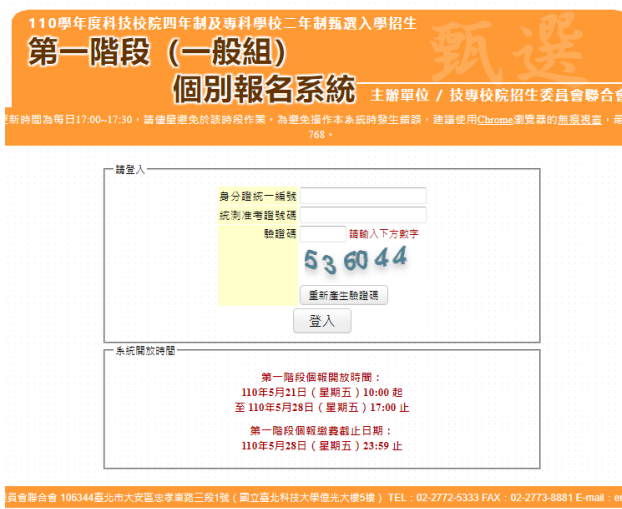 110學年度科技校院四年制及專科學校二年制甄選入學招生
甄選
第一階段（一般組）
個別報名系統
主辦單位 / 技專校院招生委員會聯合會
更新時間為每日17:00~17:30，請儘量避免於該時段作業。為避免操作本系統時發生錯誤，建議使用Chrome瀏覽器的無痕視窗，最
768。
請登入
身分證統一編號
統測准考證號碼
驗證碼
請輸入下方數字
536044
重新產生驗證碼
登入
系統開放時間
第一階段個報開放時間：
110年5月21日（星期五）10:00 起
至 110年5月28日（星期五）17:00 止
第一階段個報繳費截止日期：
110年5月28日（星期五）23:59 止
員會聯合會 106344臺北市大安區忠孝東路三段1號（國立臺北科技大學億光大樓5樓） TEL：02-2772-5333 FAX：02-2773-8881 E-mail：en